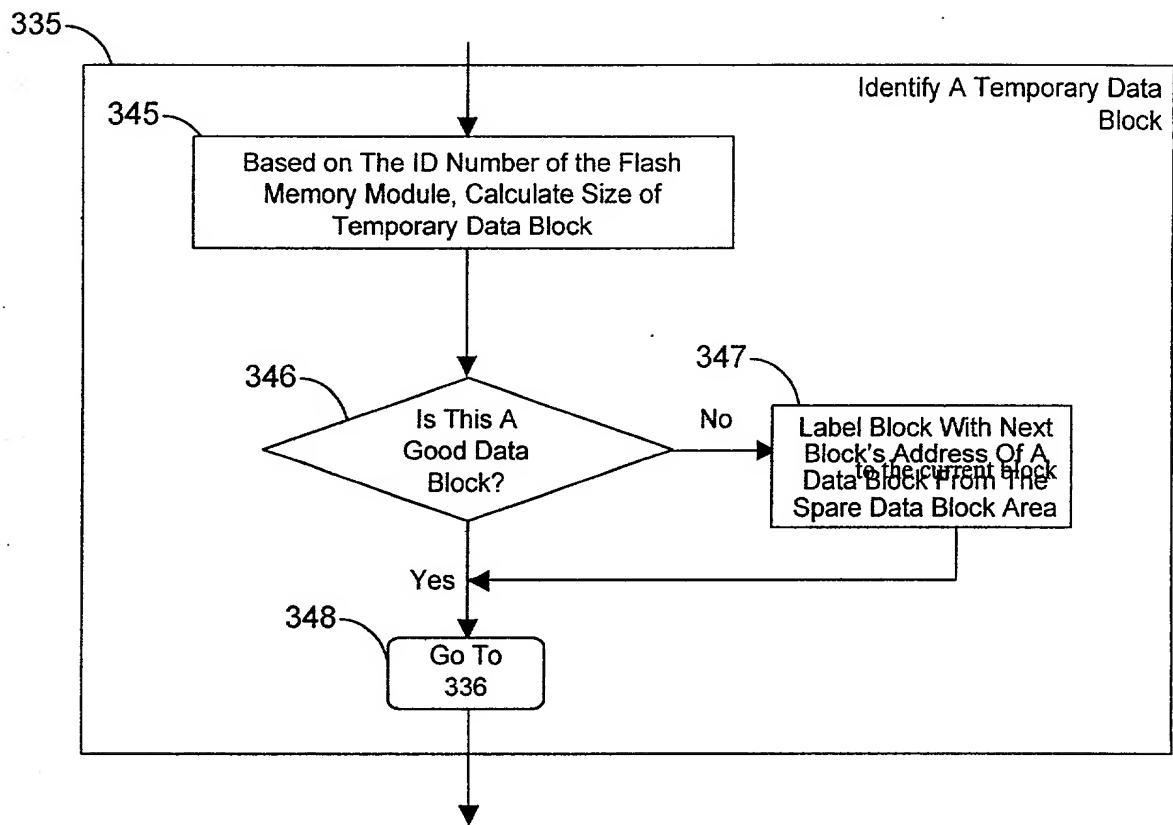 335
Identify A Temporary Data
Block
345
Based on The ID Number of the Flash
Memory Module, Calculate Size of
Temporary Data Block
346
Is This A
Good Data
Block?
No
347
Label Block With Next
Block's Address Of A
to the current block
Data Block From The
Spare Data Block Area
Yes
348
Go To
336